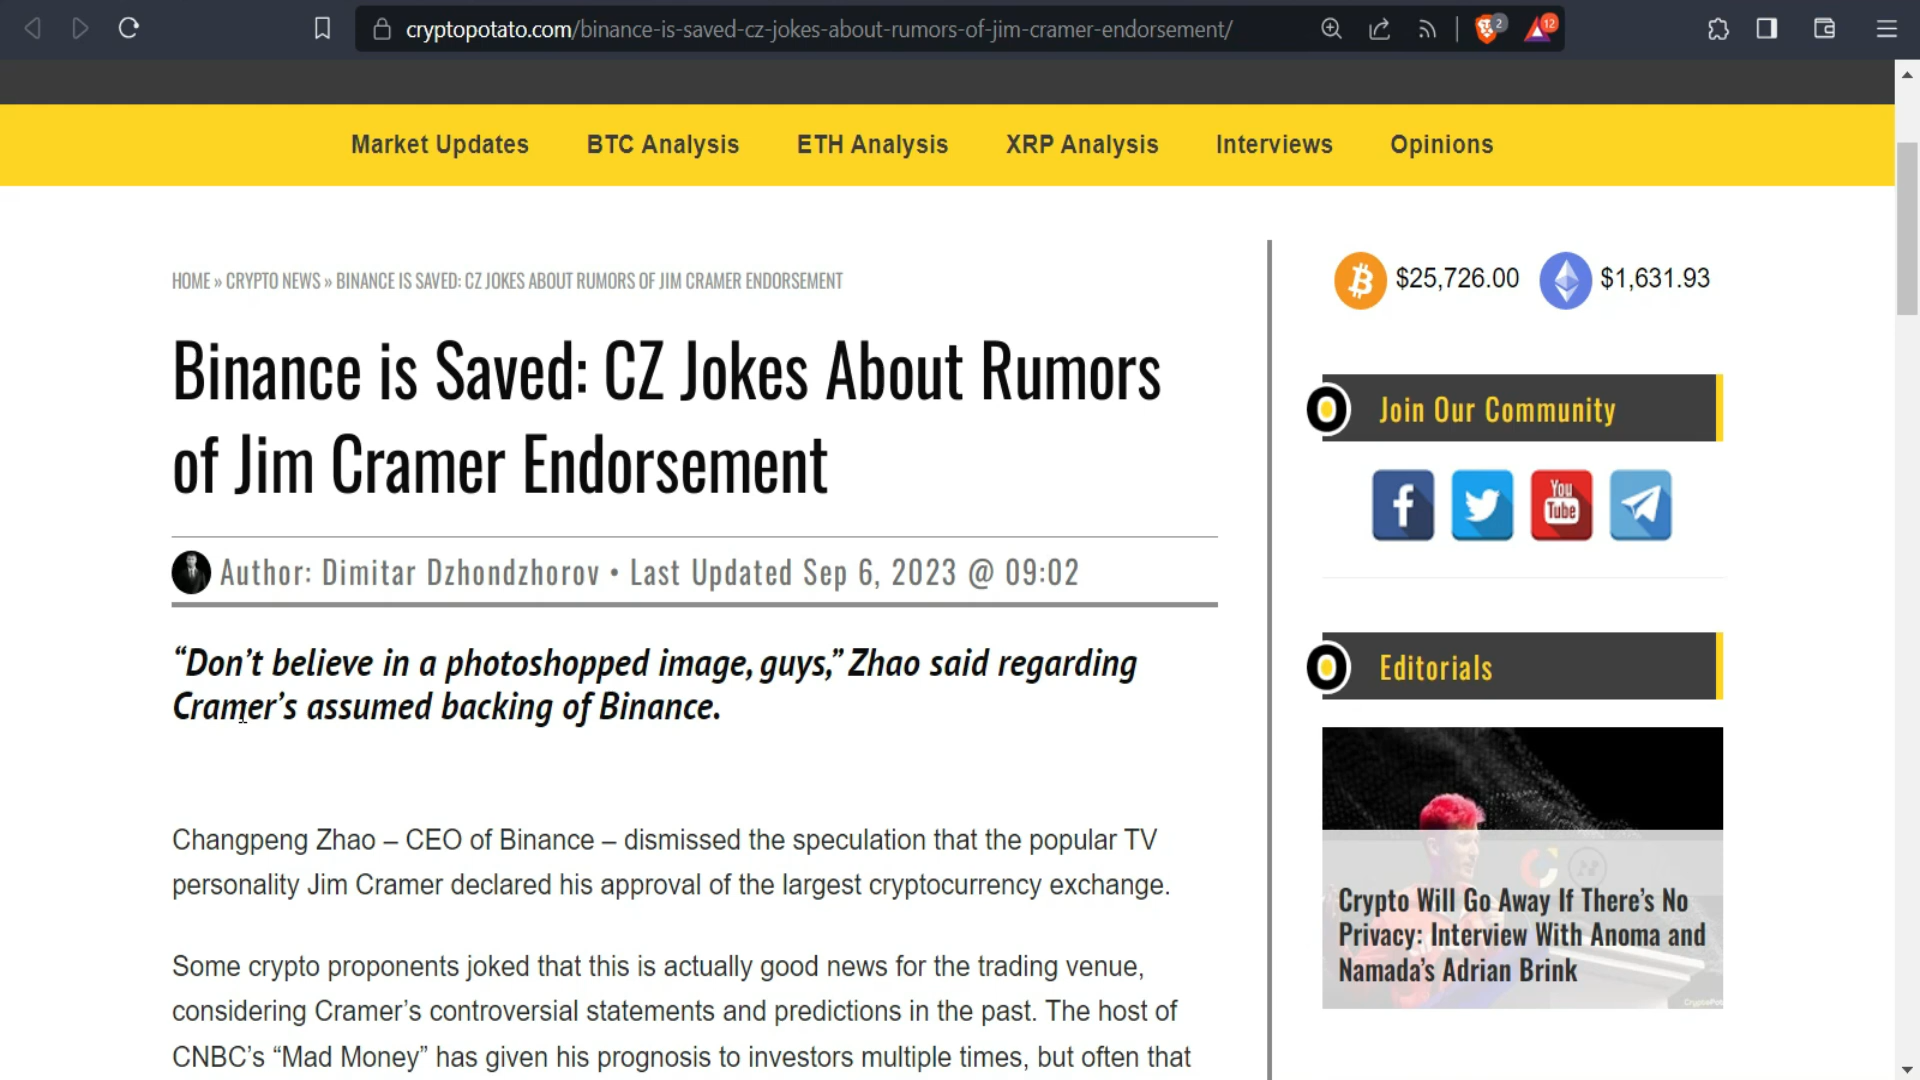 cryptopotato.com/binance-is-saved-cz-jokes-about-rumors-of-jim-cramer-endorsement/
2
12
Market Updates
BTC Analysis
ETH Analysis
XRP Analysis
Interviews
Opinions
HOME » CRYPTO NEWS » BINANCE IS SAVED: CZ JOKES ABOUT RUMORS OF JIM CRAMER ENDORSEMENT
Binance is Saved: CZ Jokes About Rumors
of Jim Cramer Endorsement
Author: Dimitar Dzhondzhorov • Last Updated Sep 6, 2023 @ 09:02
“Don’t believe in a photoshopped image, guys,” Zhao said regarding
Cramer’s assumed backing of Binance.
Changpeng Zhao – CEO of Binance – dismissed the speculation that the popular TV
personality Jim Cramer declared his approval of the largest cryptocurrency exchange.
Some crypto proponents joked that this is actually good news for the trading venue,
considering Cramer’s controversial statements and predictions in the past. The host of
CNBC’s “Mad Money” has given his prognosis to investors multiple times, but often that
$25,726.00
$1,631.93
Join Our Community
You
Tube
Editorials
Crypto Will Go Away If There’s No
Privacy: Interview With Anoma and
Namada’s Adrian Brink